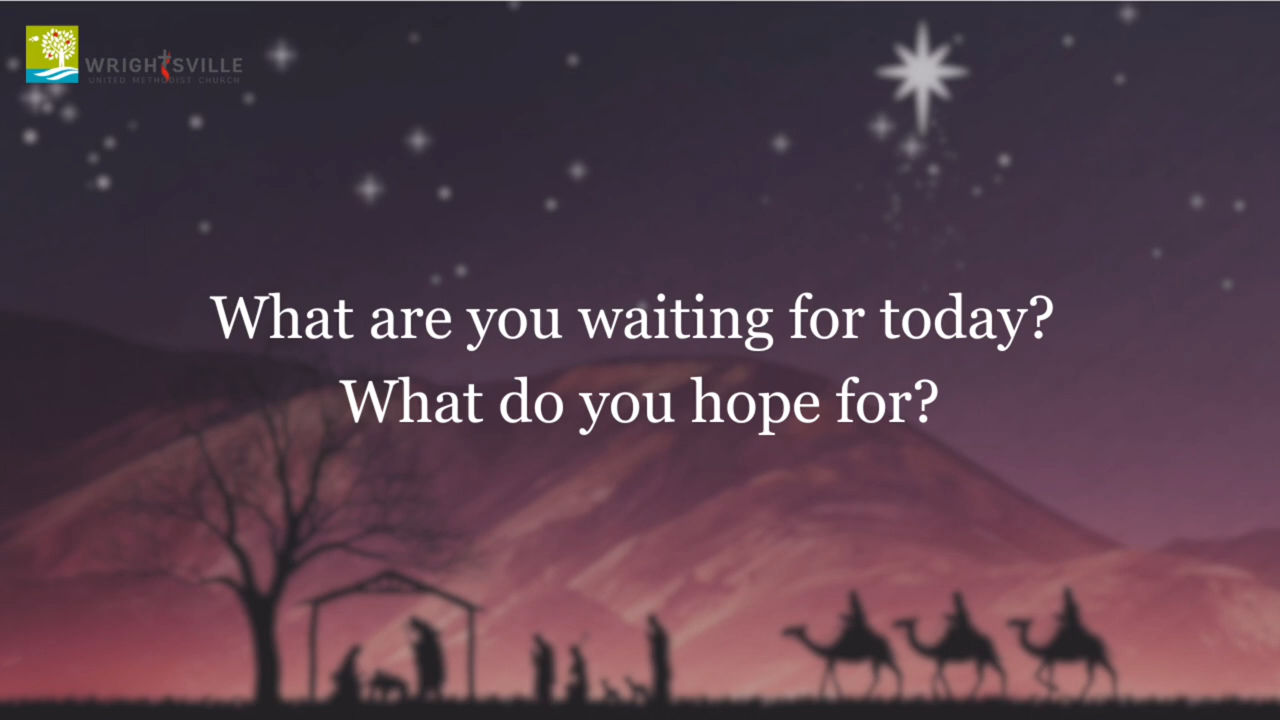 WRIGHTSVILLE
UNITED METHODIST CHURCH
What are you waiting for today?
What do you hope for?